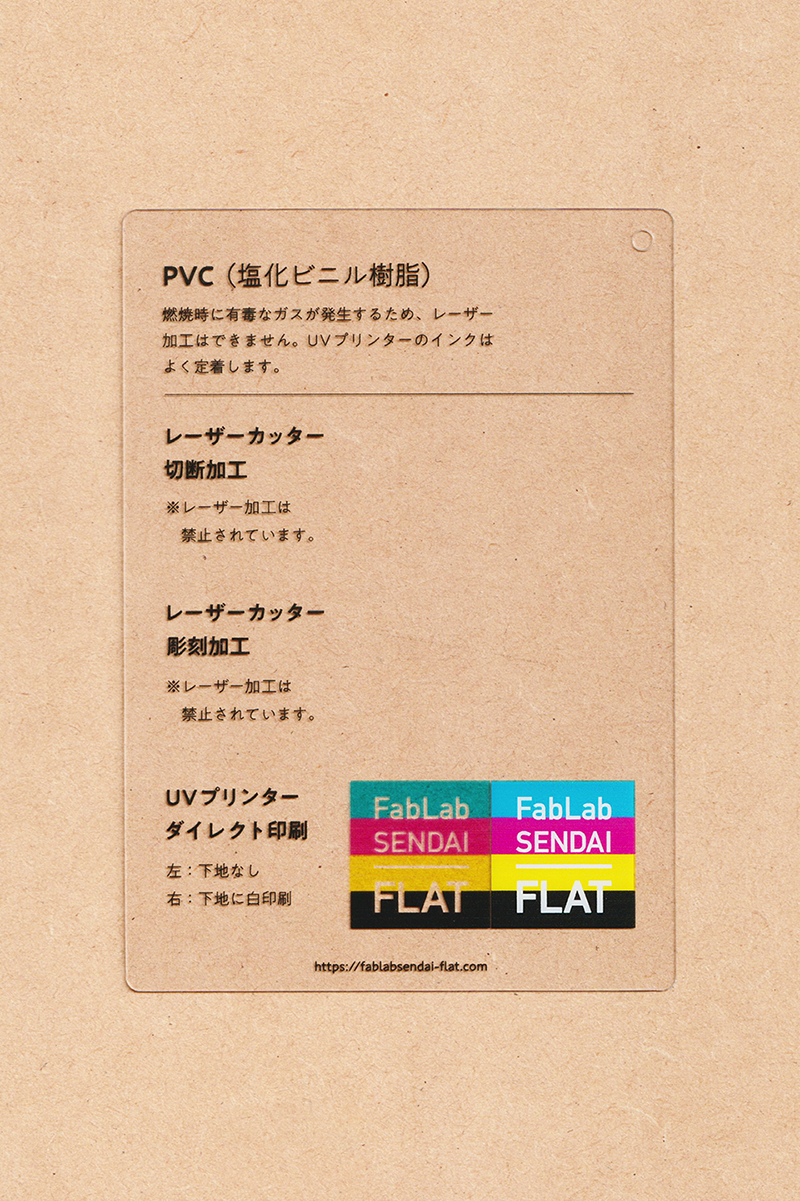 PVC（塩化ビニル樹脂）
燃焼時に有毒なガスが発生するため、レーザー
加工はできません。UVプリンターのインクは
よく定着します。
レーザーカッター
切断加工
※レーザー加工は
禁止されています。
レーザーカッター
彫刻加工
※レーザー加工は
禁止されています。
UVプリンター
ダイレクト印刷
左：下地なし
右：下地に白印刷
FabLab
SENDAI
FLAT
FabLab
SENDAI
FLAT
https://fablabsendai-flat.com